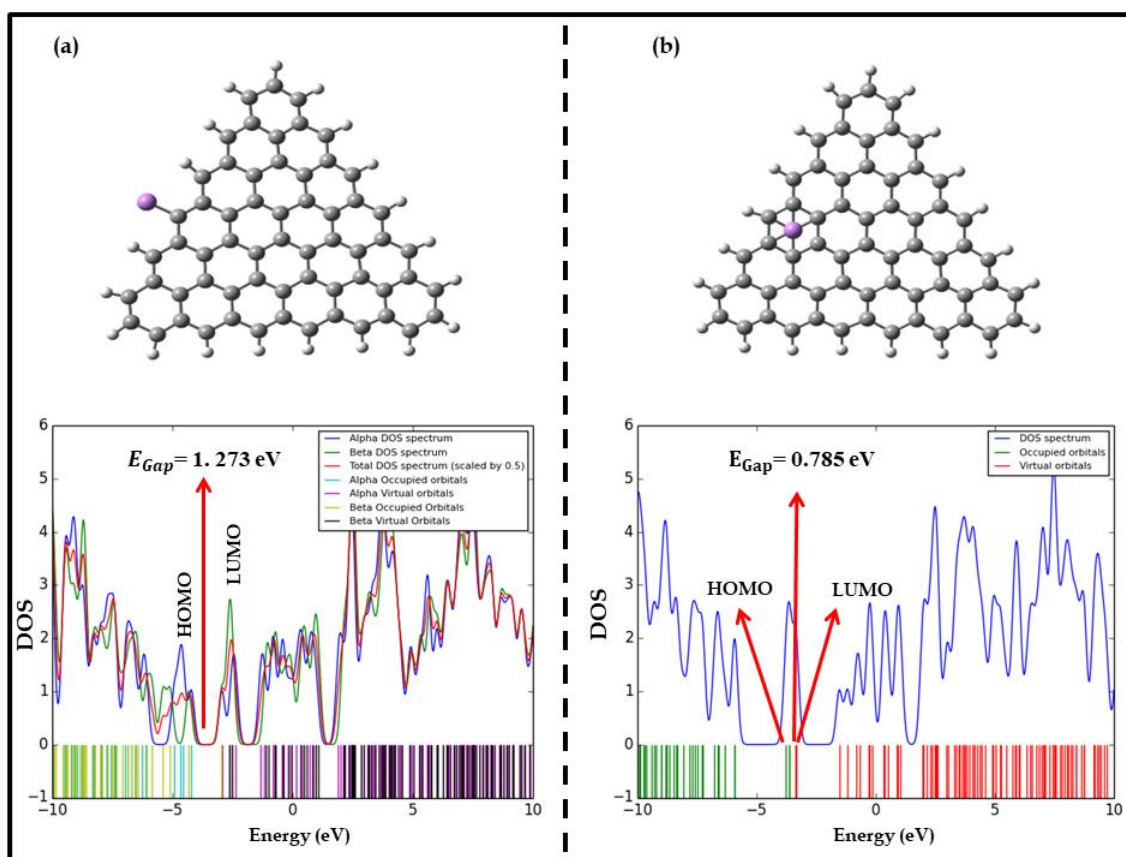 (a)
(b)
6
5
4
3
2
1
0
−1
DOS
E_Gap= 1. 273 eV
HOMO
LUMO
Alpha DOS spectrum
Beta DOS spectrum
Total DOS spectrum (scaled by 0.5)
Alpha Occupied orbitals
Alpha Virtual orbitals
Beta Occupied Orbitals
Beta Virtual Orbitals
−10 −5 0 5 10
Energy (eV)
6
5
4
3
2
1
0
−1
DOS
E_Gap= 0.785 eV
HOMO
LUMO
DOS spectrum
Occupied orbitals
Virtual orbitals
−10 −5 0 5 10
Energy (eV)